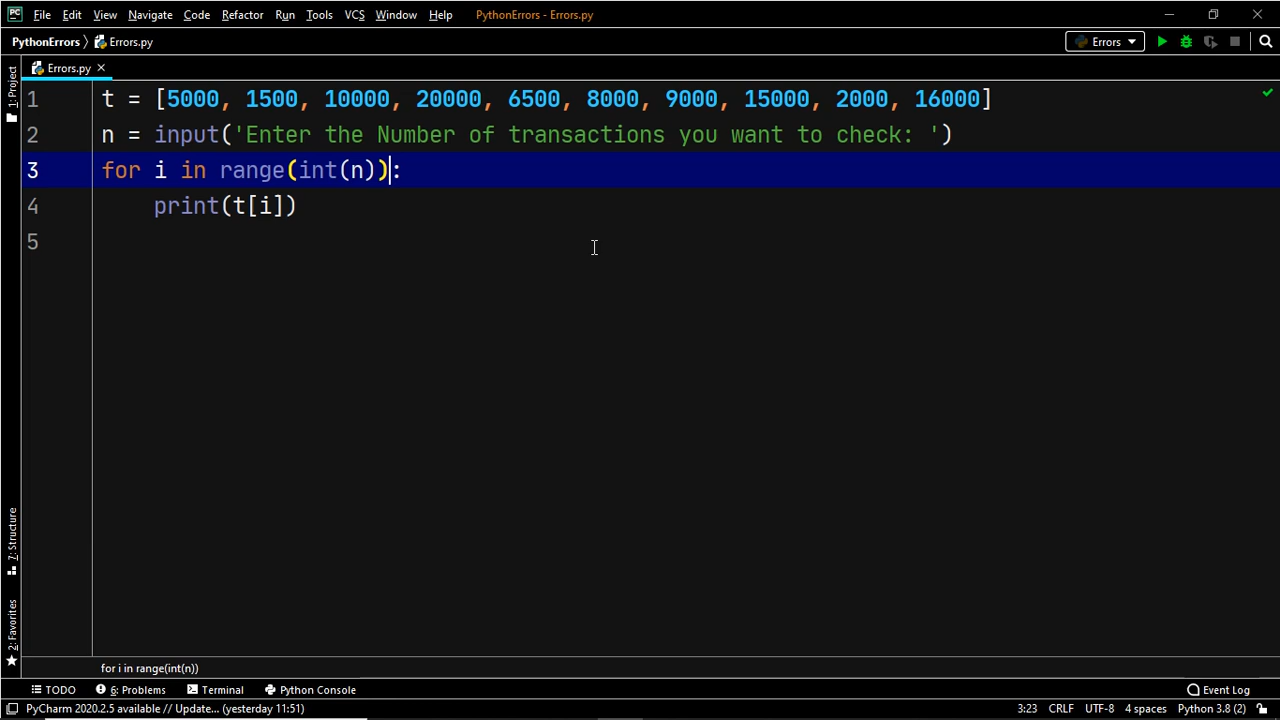 File Edit View Navigate Code Refactor Run Tools VCS Window Help PythonErrors - Errors.py
PythonErrors Errors.py Errors
1: Project
Errors.py
1 t = [5000, 1500, 10000, 20000, 6500, 8000, 9000, 15000, 2000, 16000]
2 n = input('Enter the Number of transactions you want to check: ')
3 for i in range(int(n)):
4 print(t[i])
5
7: Structure
2: Favorites
for i in range(int(n))
TODO 6: Problems Terminal Python Console Event Log
PyCharm 2020.2.5 available // Update... (yesterday 11:51) 3:23 CRLF UTF-8 4 spaces Python 3.8 (2)